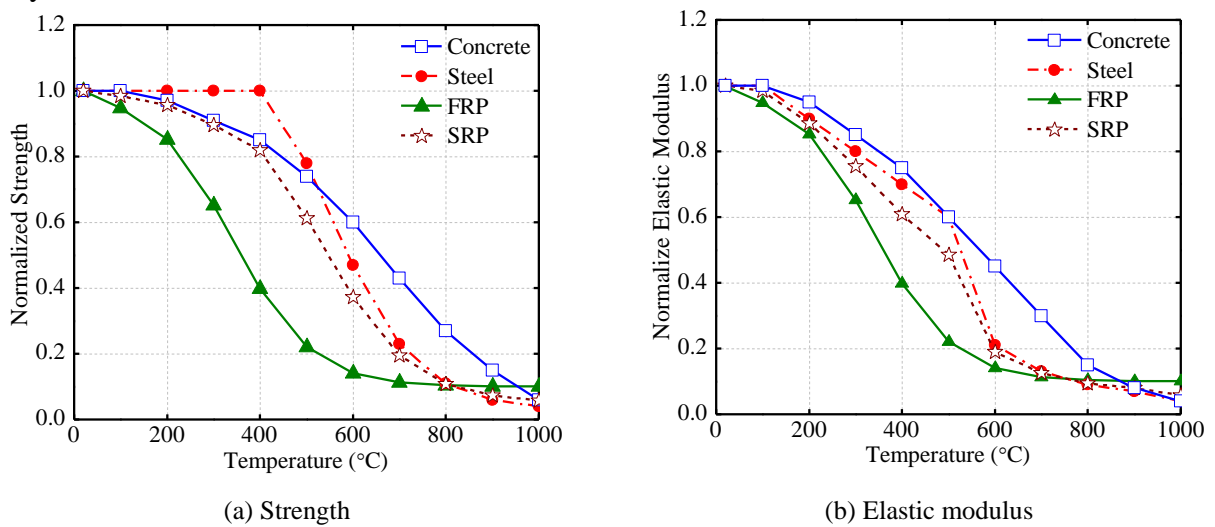 1.2
1.0
0.8
0.6
0.4
0.2
0.0
Normalized Strength
Concrete
Steel
FRP
SRP
0 200 400 600 800 1000
Temperature (°C)
(a) Strength
1.2
1.0
0.8
0.6
0.4
0.2
0.0
Normalize Elastic Modulus
Concrete
Steel
FRP
SRP
0 200 400 600 800 1000
Temperature (°C)
(b) Elastic modulus